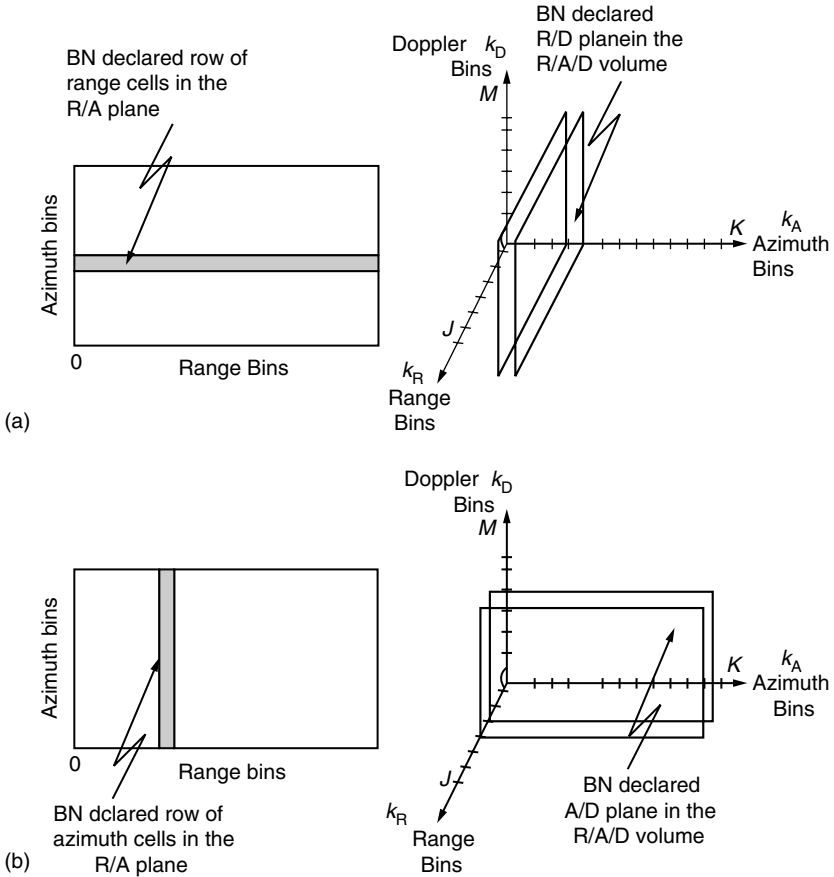 BN declared row of
range cells in the
R/A plane
Azimuth bins
0
Range Bins
Doppler k_D
Bins
M
BN declared
R/D planein the
R/A/D volume
0
K
k_A
Azimuth
Bins
J
k_R
Range
Bins
(a)
Azimuth bins
0
Range bins
BN dclared row of
azimuth cells in the
R/A plane
Doppler k_D
Bins
M
0
K
k_A
Azimuth
Bins
J
k_R
Range
Bins
BN declared
A/D plane in the
R/A/D volume
(b)